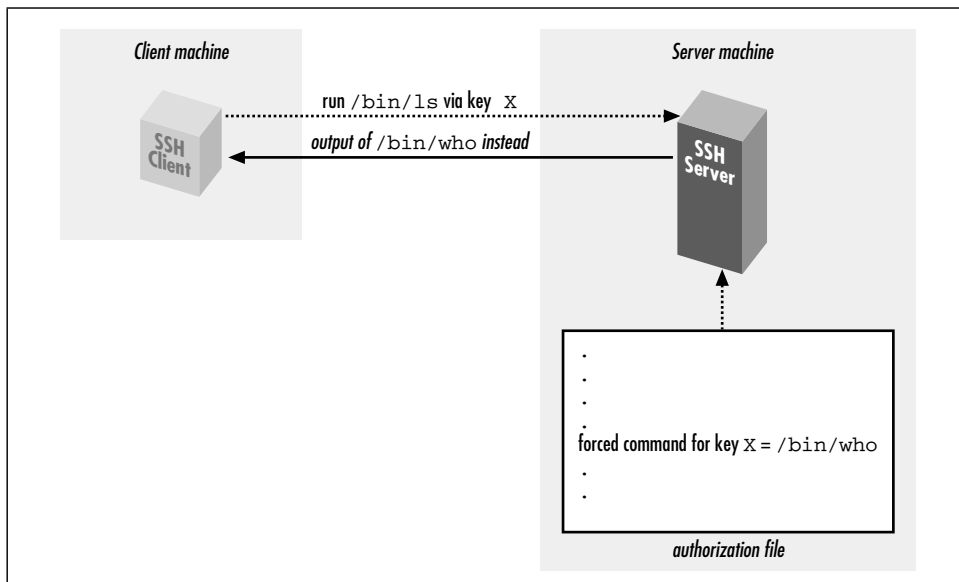 Client machine
Server machine
run /bin/ls via key X
output of /bin/who instead
SSH
Client
SSH
Server
.
.
.
.
forced command for key X = /bin/who
.
.
authorization file